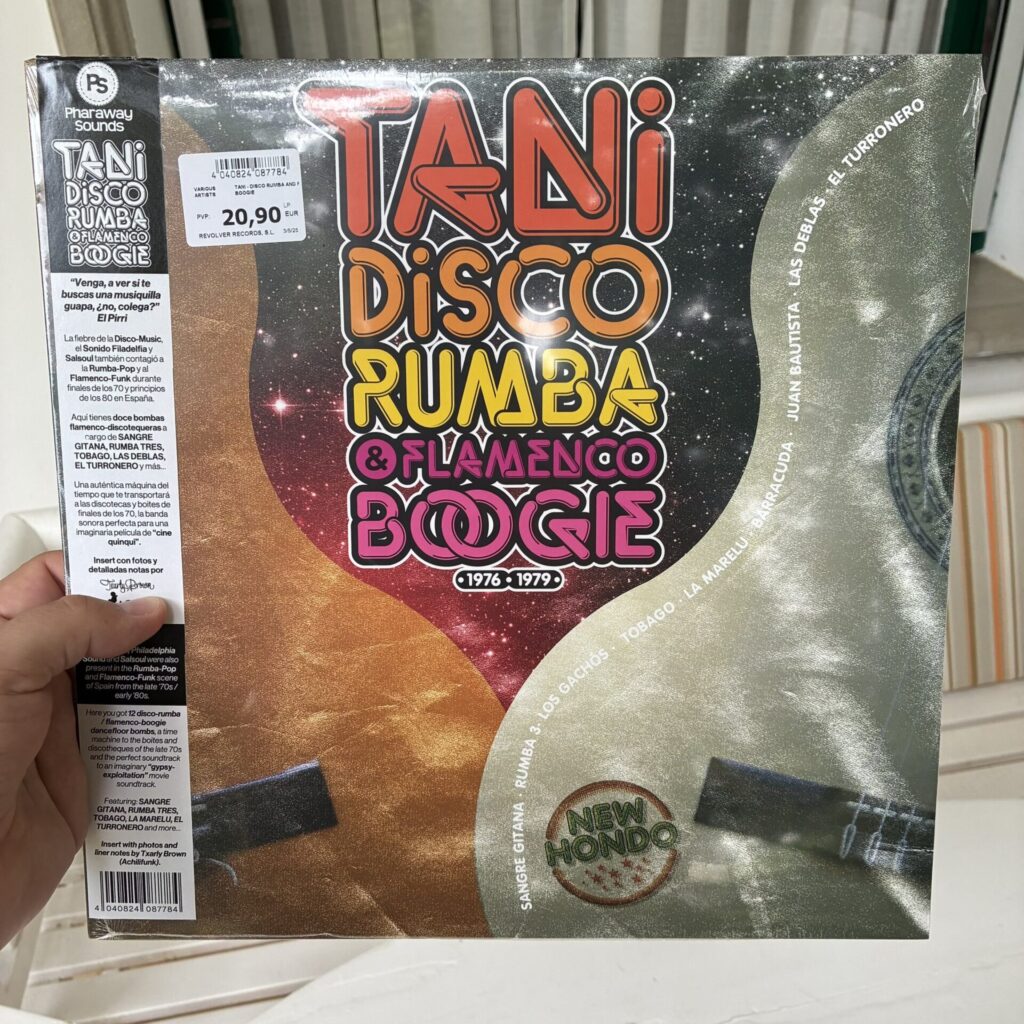 PS
Pharaway
Sounds
TANi
DiSCO
RUMBA
& FLAMENCO
BOOGIE
"Venga, a ver si te
buscas una musiquilla
guapa, ¿no, colega?"
El Pirri
La fiebre de la Disco-Music,
el Sonido Filadelfia y
Salsoul también contagió a
la Rumba-Pop y al
Flamenco-Funk durante
finales de los 70 y principios
de los 80 en España.
Aquí tienes doce bombas
flamenco-discotequeras a
cargo de SANGRE
GITANA, RUMBA TRES,
TOBAGO, LAS DEBLAS,
EL TURRONERO y más...
Una auténtica máquina del
tiempo que te transportará
a las discotecas y boites de
finales de los 70, la banda
sonora perfecta para una
imaginaria película de "cine
quinqui".
Insert con fotos y
detalladas notas por
Txarly Brown
Philadelphia
Sound and Salsoul were also
present in the Rumba-Pop
and Flamenco-Funk scene
of Spain from the late '70s /
early '80s.
Here you got 12 disco-rumba
/ flamenco-boogie
dancefloor bombs, a time
machine to the boites and
discotheques of the late 70s
and the perfect soundtrack
to an imaginary "gypsy-
exploitation" movie
soundtrack.
Featuring: SANGRE
GITANA, RUMBA TRES,
TOBAGO, LA MARELU, EL
TURRONERO and more...
Insert with photos and
liner notes by Txarly Brown
(Achilifunk).
4 040824 087784
4 040824 087784
VARIOUS ARTISTS
TANI - DISCO RUMBA AND F
BOOGIE
PVP: 20,90 LP EUR
REVOLVER RECORDS, S.L. 3/6/25
TANi
DiSCO
RUMBA
& FLAMENCO
BOOGIE
· 1976 · 1979 ·
SANGRE GITANA · RUMBA 3 · LOS GACHÓS · TOBAGO · LA MARELU · BARRACUDA · JUAN BAUTISTA · LAS DEBLAS · EL TURRONERO
NEW
HONDO